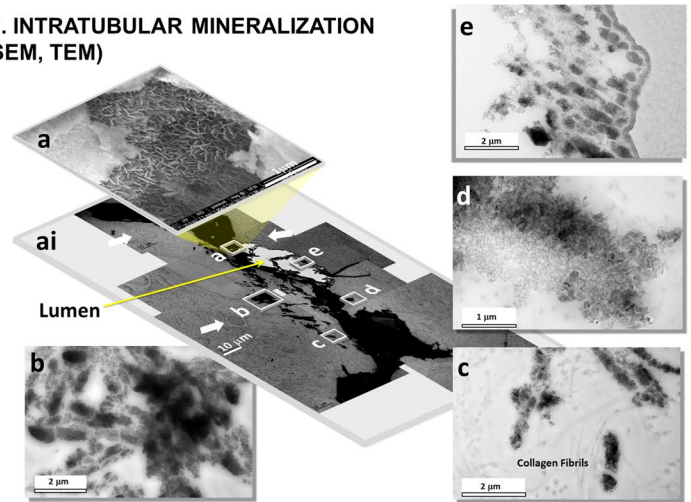 . INTRATUBULAR MINERALIZATION
SEM, TEM)
a
ai
a
e
Lumen
b
d
c
10 µm
b
2 µm
e
2 µm
d
1 µm
c
Collagen Fibrils
2 µm